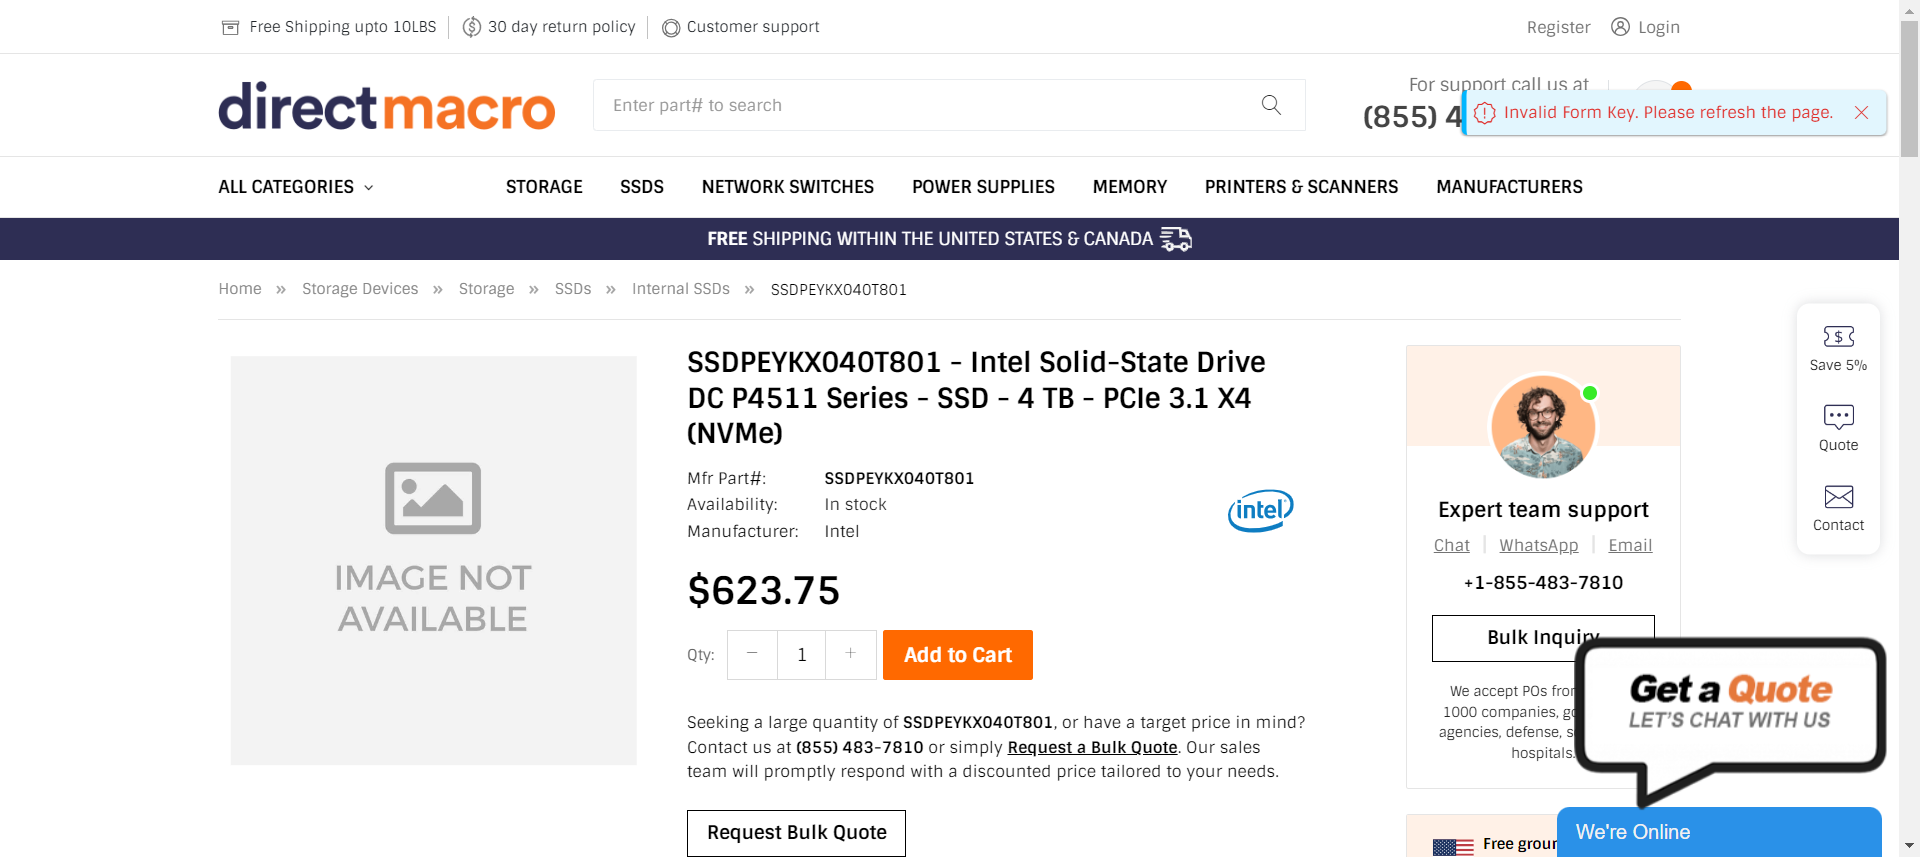 Free Shipping upto 10LBS
30 day return policy
Customer support
Register
Login
directmacro
Enter part# to search
For support call us at
(855) 4
Invalid Form Key. Please refresh the page.
ALL CATEGORIES
STORAGE
SSDS
NETWORK SWITCHES
POWER SUPPLIES
MEMORY
PRINTERS & SCANNERS
MANUFACTURERS
FREE SHIPPING WITHIN THE UNITED STATES & CANADA
Home » Storage Devices » Storage » SSDs » Internal SSDs » SSDPEYKX040T801
IMAGE NOT
AVAILABLE
SSDPEYKX040T801 - Intel Solid-State Drive
DC P4511 Series - SSD - 4 TB - PCIe 3.1 X4
(NVMe)
Mfr Part#: SSDPEYKX040T801
Availability: In stock
Manufacturer: Intel
intel
$623.75
Qty: − 1 +
Add to Cart
Seeking a large quantity of SSDPEYKX040T801, or have a target price in mind?
Contact us at (855) 483-7810 or simply Request a Bulk Quote. Our sales
team will promptly respond with a discounted price tailored to your needs.
Request Bulk Quote
Expert team support
Chat | WhatsApp | Email
+1-855-483-7810
Bulk Inquiry
We accept POs from
1000 companies, go
agencies, defense, s
hospitals.
Free groun
Save 5%
Quote
Contact
Get a Quote
LET'S CHAT WITH US
We're Online